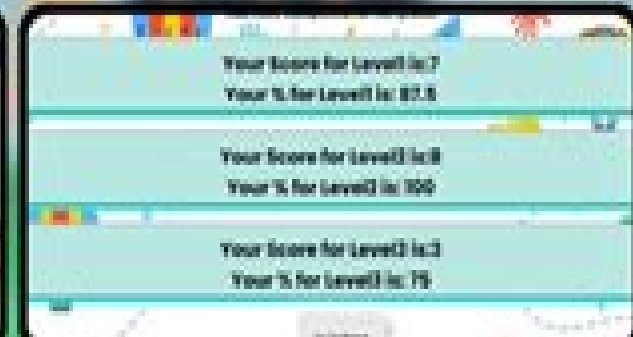 Your Score for Level1 is:7
Your % for Level1 is: 87.5
Your Score for Level2 is:8
Your % for Level2 is: 100
Your Score for Level3 is:3
Your % for Level3 is: 75